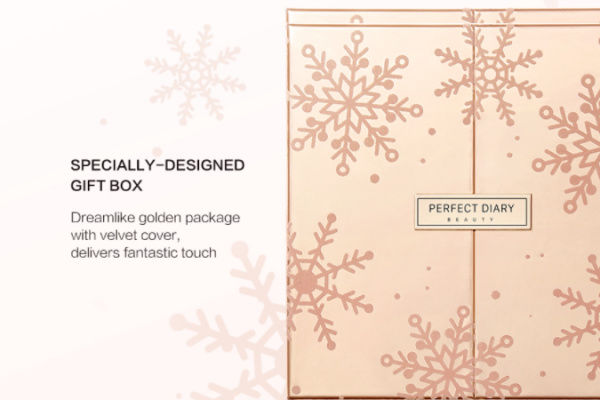 SPECIALLY-DESIGNED
GIFT BOX
Dreamlike golden package
with velvet cover,
delivers fantastic touch
PERFECT DIARY
BEAUTY